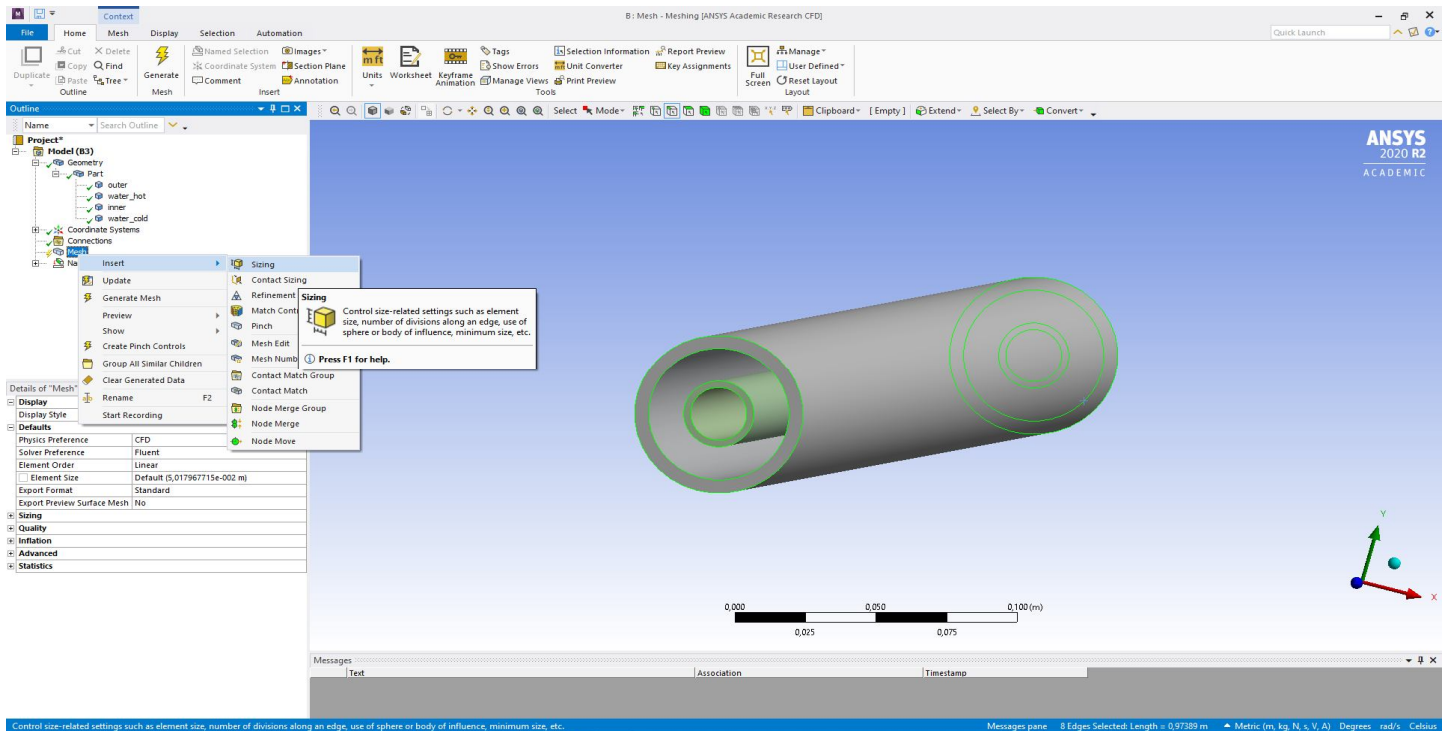 Context
B : Mesh - Meshing [ANSYS Academic Research CFD]
File Home Mesh Display Selection Automation
Quick Launch
Duplicate
Cut
Copy
Paste
Delete
Find
Tree
Outline
Generate
Mesh
Named Selection
Coordinate System
Comment
Images
Section Plane
Annotation
Insert
Units
Worksheet
Keyframe
Animation
Tags
Show Errors
Manage Views
Selection Information
Unit Converter
Print Preview
Report Preview
Key Assignments
Tools
Full
Screen
Manage
User Defined
Reset Layout
Layout
Outline
Name Search Outline
Select Mode Clipboard [ Empty ] Extend Select By Convert
Project*
Model (B3)
Geometry
Part
outer
water_hot
inner
water_cold
Coordinate Systems
Connections
Mesh
Na
Insert
Update
Generate Mesh
Preview
Show
Create Pinch Controls
Group All Similar Children
Clear Generated Data
Rename F2
Start Recording
Sizing
Contact Sizing
Refinement
Match Contr
Pinch
Mesh Edit
Mesh Numb
Contact Match Group
Contact Match
Node Merge Group
Node Merge
Node Move
Sizing
Control size-related settings such as element
size, number of divisions along an edge, use of
sphere or body of influence, minimum size, etc.
Press F1 for help.
Details of "Mesh"
Display
Display Style
Defaults
Physics Preference CFD
Solver Preference Fluent
Element Order Linear
Element Size Default (5,017967715e-002 m)
Export Format Standard
Export Preview Surface Mesh No
Sizing
Quality
Inflation
Advanced
Statistics
ANSYS
2020 R2
ACADEMIC
Y
X
0,000 0,050 0,100 (m)
0,025 0,075
Messages
Text Association Timestamp
Control size-related settings such as element size, number of divisions along an edge, use of sphere or body of influence, minimum size, etc.
Messages pane 8 Edges Selected: Length = 0,97389 m Metric (m, kg, N, s, V, A) Degrees rad/s Celsius